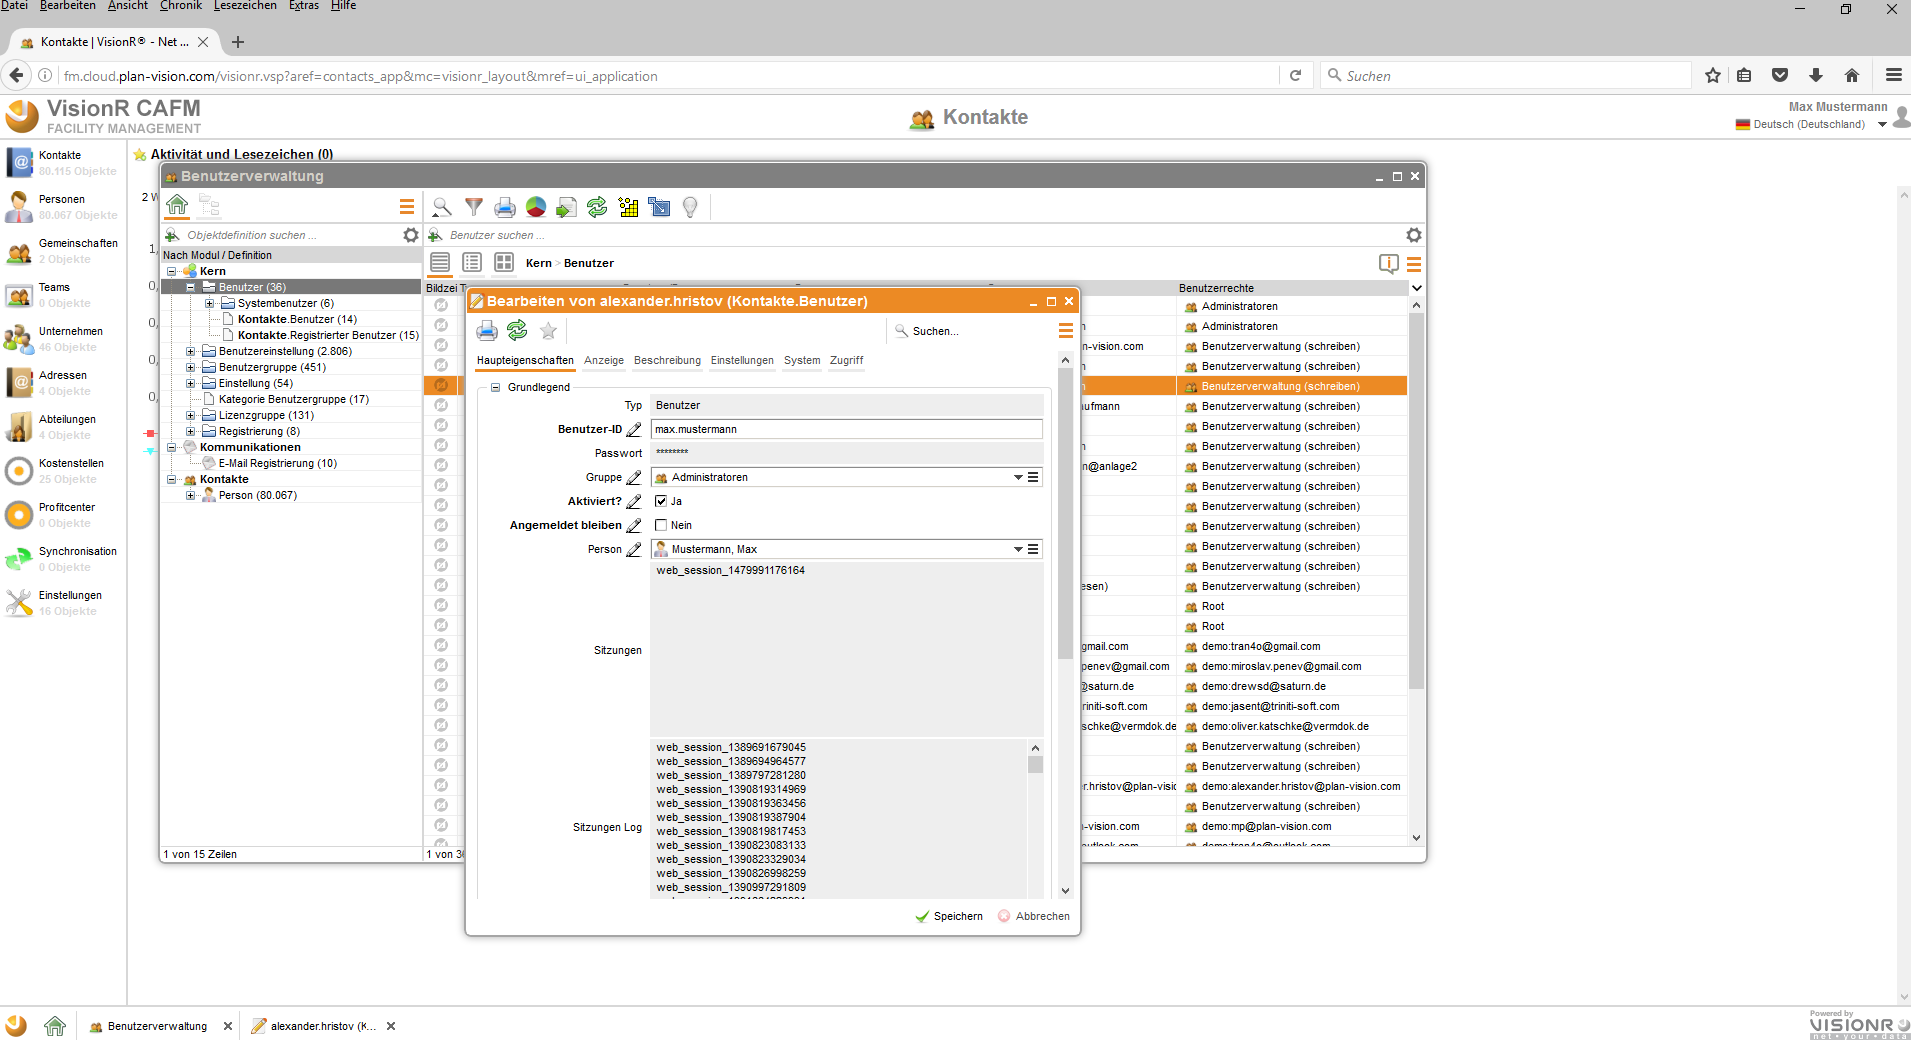 Datei Bearbeiten Ansicht Chronik Lesezeichen Extras Hilfe
Kontakte | VisionR® - Net ...
fm.cloud.plan-vision.com/visionr.vsp?aref=contacts_app&mc=visionr_layout&mref=ui_application
Suchen
VisionR CAFM
FACILITY MANAGEMENT
Kontakte
Max Mustermann
Deutsch (Deutschland)
Kontakte
80.115 Objekte
Personen
80.067 Objekte
Gemeinschaften
2 Objekte
Teams
0 Objekte
Unternehmen
46 Objekte
Adressen
4 Objekte
Abteilungen
4 Objekte
Kostenstellen
25 Objekte
Profitcenter
0 Objekte
Synchronisation
0 Objekte
Einstellungen
16 Objekte
Aktivität und Lesezeichen (0)
Benutzerverwaltung
Objektdefinition suchen ...
Nach Modul / Definition
Kern
Benutzer (36)
Systembenutzer (6)
Kontakte.Benutzer (14)
Kontakte.Registrierter Benutzer (15)
Benutzereinstellung (2.806)
Benutzergruppe (451)
Einstellung (54)
Kategorie Benutzergruppe (17)
Lizenzgruppe (131)
Registrierung (8)
Kommunikationen
E-Mail Registrierung (10)
Kontakte
Person (80.067)
1 von 15 Zeilen
Benutzer suchen ...
Kern > Benutzer
Bildzei
Benutzerrechte
Administratoren
Administratoren
n-vision.com Benutzerverwaltung (schreiben)
Benutzerverwaltung (schreiben)
Benutzerverwaltung (schreiben)
ufmann Benutzerverwaltung (schreiben)
Benutzerverwaltung (schreiben)
Benutzerverwaltung (schreiben)
n@anlage2 Benutzerverwaltung (schreiben)
Benutzerverwaltung (schreiben)
Benutzerverwaltung (schreiben)
Benutzerverwaltung (schreiben)
Benutzerverwaltung (schreiben)
Benutzerverwaltung (schreiben)
esen) Benutzerverwaltung (schreiben)
Root
Root
gmail.com demo:tran4o@gmail.com
penev@gmail.com demo:miroslav.penev@gmail.com
@saturn.de demo:drewsd@saturn.de
riniti-soft.com demo:jasent@triniti-soft.com
schke@vermdok.de demo:oliver.katschke@vermdok.de
Benutzerverwaltung (schreiben)
Benutzerverwaltung (schreiben)
r.hristov@plan-visio demo:alexander.hristov@plan-vision.com
Benutzerverwaltung (schreiben)
-vision.com demo:mp@plan-vision.com
1 von 36
Bearbeiten von alexander.hristov (Kontakte.Benutzer)
Suchen...
Haupteigenschaften Anzeige Beschreibung Einstellungen System Zugriff
Grundlegend
Typ Benutzer
Benutzer-ID max.mustermann
Passwort ********
Gruppe Administratoren
Aktiviert? Ja
Angemeldet bleiben Nein
Person Mustermann, Max
web_session_1479991176164
Sitzungen
web_session_1389691679045
web_session_1389694964577
web_session_1389797281280
web_session_1390819314969
web_session_1390819363456
web_session_1390819387904
Sitzungen Log
web_session_1390819817453
web_session_1390823083133
web_session_1390823329034
web_session_1390826998259
web_session_1390997291809
Speichern Abbrechen
Benutzerverwaltung
alexander.hristov (K...
Powered by
VISIONR
net-your-data